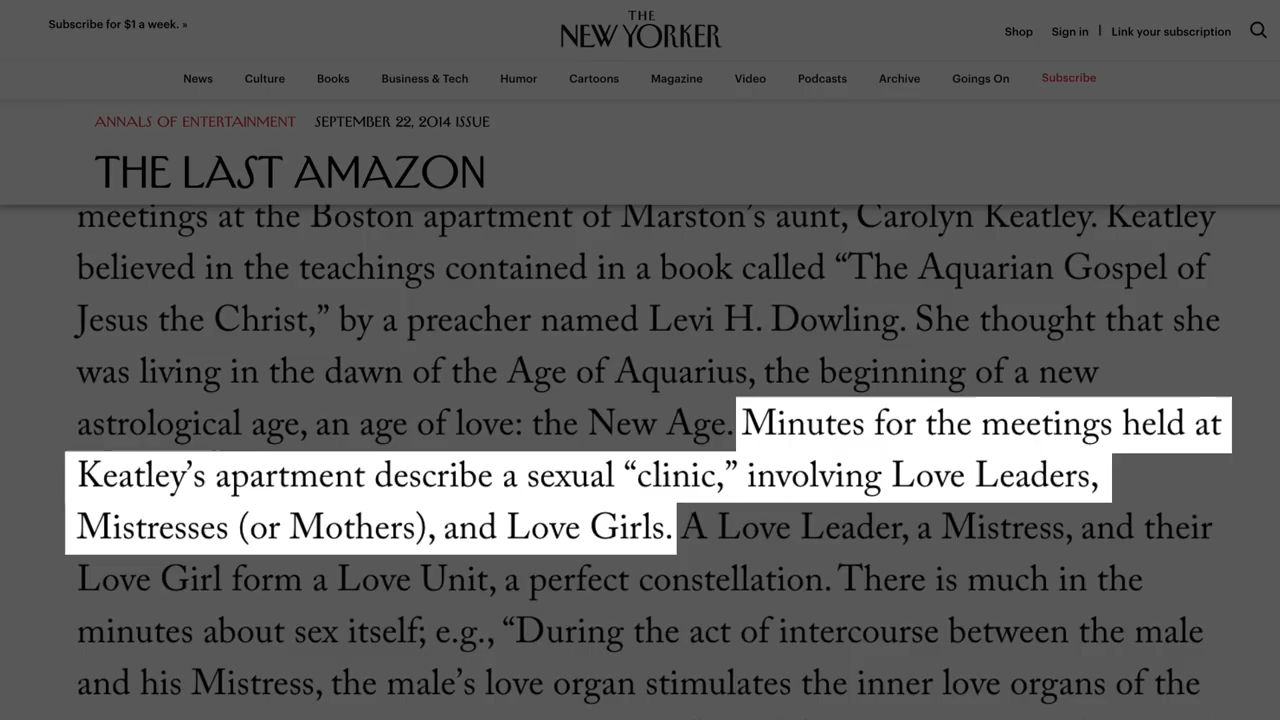 Subscribe for $1 a week. »
THE
NEW YORKER
Shop Sign in | Link your subscription
News Culture Books Business & Tech Humor Cartoons Magazine Video Podcasts Archive Goings On Subscribe
ANNALS OF ENTERTAINMENT SEPTEMBER 22, 2014 ISSUE
THE LAST AMAZON
meetings at the Boston apartment of Marston’s aunt, Carolyn Keatley. Keatley
believed in the teachings contained in a book called “The Aquarian Gospel of
Jesus the Christ,” by a preacher named Levi H. Dowling. She thought that she
was living in the dawn of the Age of Aquarius, the beginning of a new
astrological age, an age of love: the New Age. Minutes for the meetings held at
Keatley’s apartment describe a sexual “clinic,” involving Love Leaders,
Mistresses (or Mothers), and Love Girls. A Love Leader, a Mistress, and their
Love Girl form a Love Unit, a perfect constellation. There is much in the
minutes about sex itself; e.g., “During the act of intercourse between the male
and his Mistress, the male’s love organ stimulates the inner love organs of the